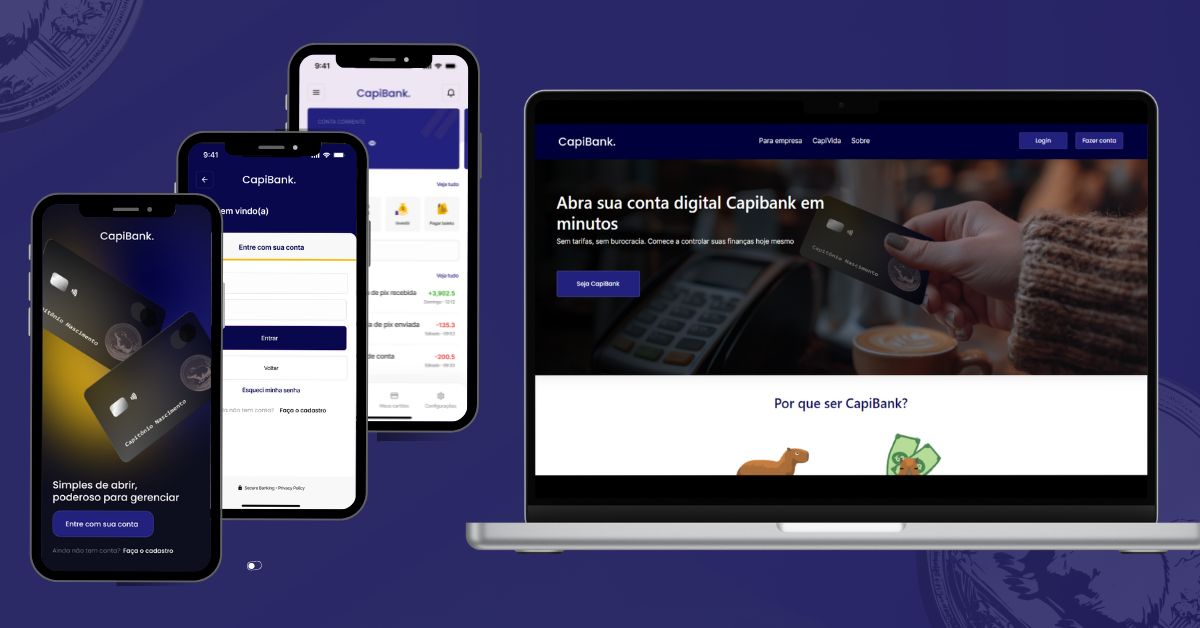 CapiBank.
Capitônio Nascimento
Capitônio Nascimento
Simples de abrir,
poderoso para gerenciar
Entre com sua conta
Ainda não tem conta? Faça o cadastro
9:41
CapiBank.
em vindo(a)
Entre com sua conta
Entrar
Voltar
Esqueci minha senha
não tem conta? Faça o cadastro
Secure Banking • Privacy Policy
9:41
CapiBank.
CONTA CORRENTE
Veja tudo
Investir
Pagar boleto
Veja tudo
de pix recebida +3,902.5
Domingo - 12:12
de pix enviada -135.3
Sábado - 09:53
de conta -200.5
Meus cartões
Configurações
CapiBank.
Para empresa CapiVida Sobre
Login
Fazer conta
Abra sua conta digital Capibank em
minutos
Sem tarifas, sem burocracia. Comece a controlar suas finanças hoje mesmo
Seja CapiBank
Capitônio Nascimento
Por que ser CapiBank?